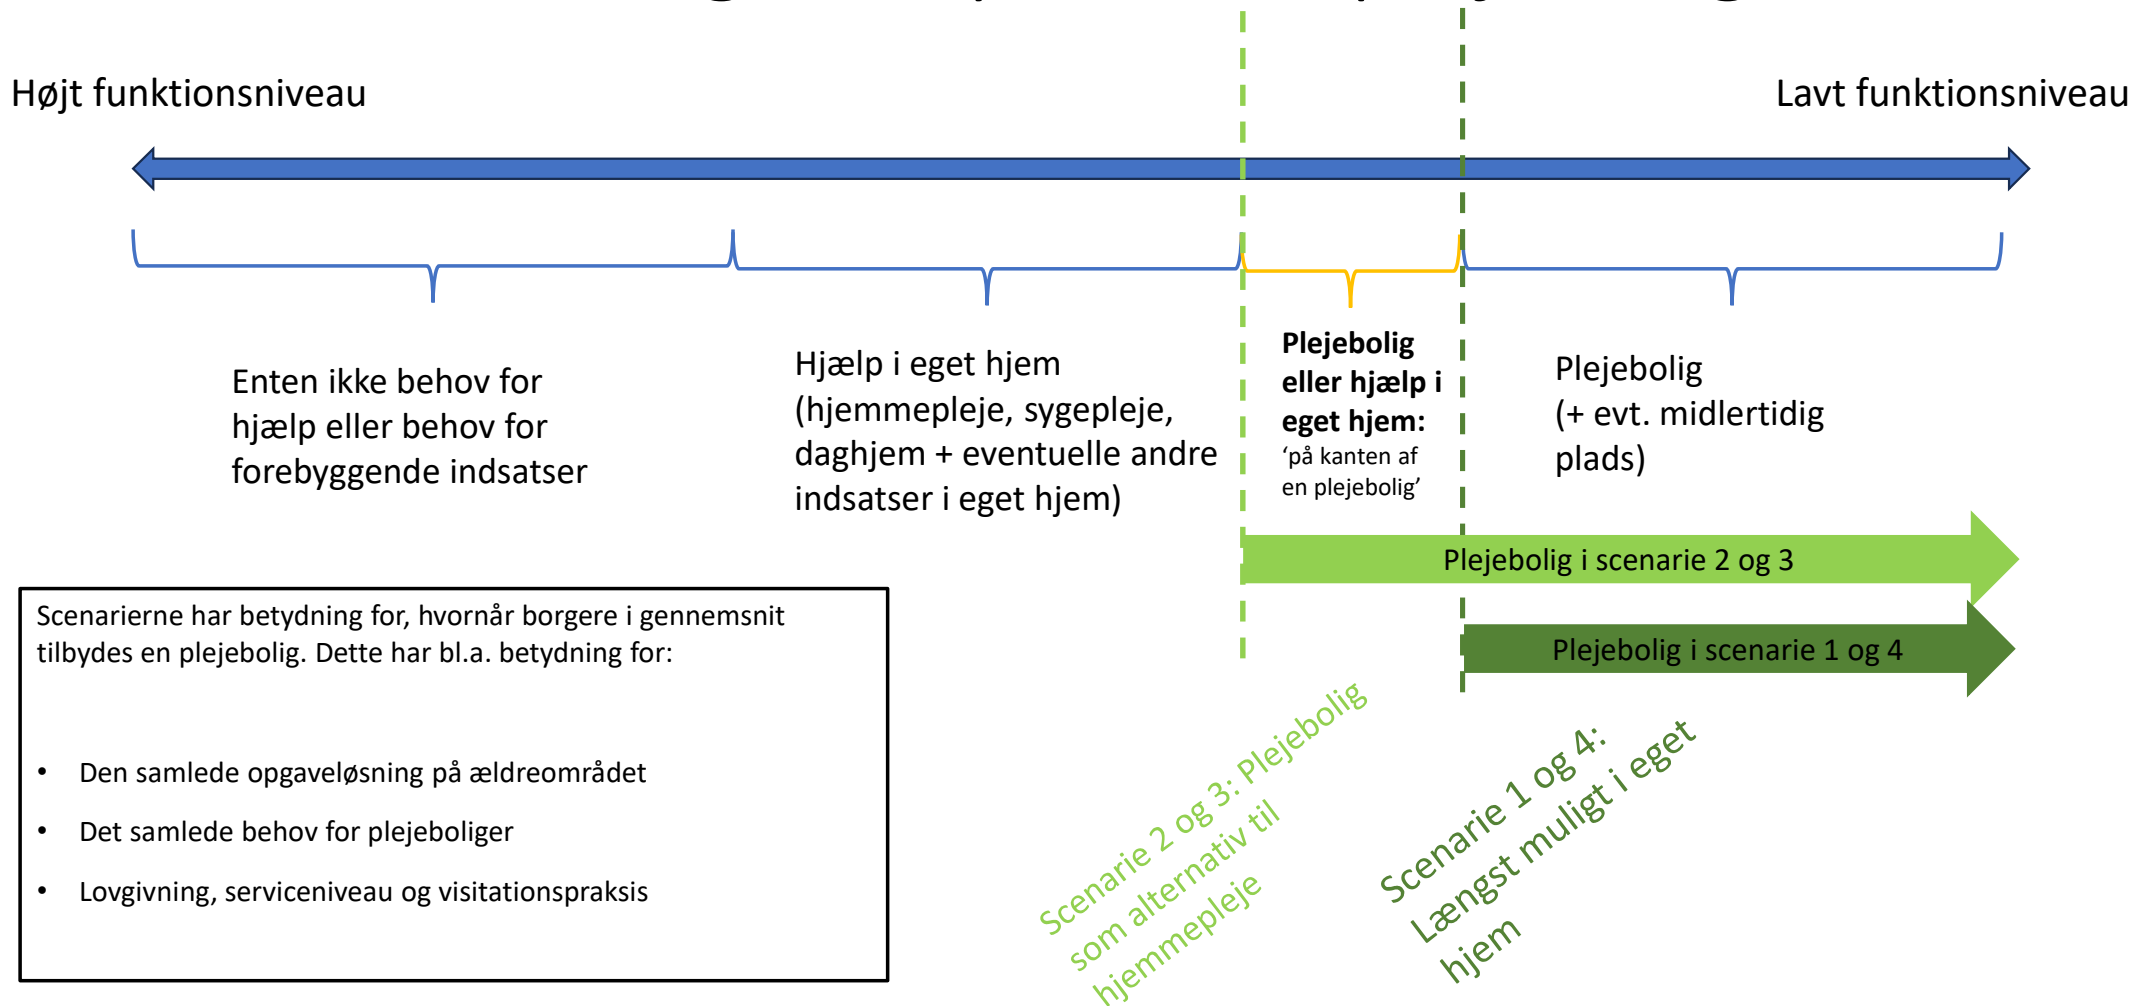 Højt funktionsniveau
Lavt funktionsniveau
Enten ikke behov for
hjælp eller behov for
forebyggende indsatser
Hjælp i eget hjem
(hjemmepleje, sygepleje,
daghjem + eventuelle andre
indsatser i eget hjem)
Plejebolig
eller hjælp i
eget hjem:
‘på kanten af
en plejebolig’
Plejebolig
(+ evt. midlertidig
plads)
Plejebolig i scenarie 2 og 3
Plejebolig i scenarie 1 og 4
Scenarierne har betydning for, hvornår borgere i gennemsnit
tilbydes en plejebolig. Dette har bl.a. betydning for:
• Den samlede opgaveløsning på ældreområdet
• Det samlede behov for plejeboliger
• Lovgivning, serviceniveau og visitationspraksis
Scenarie 2 og 3: Plejebolig
som alternativ til
hjemmepleje
Scenarie 1 og 4:
Længst muligt i eget
hjem